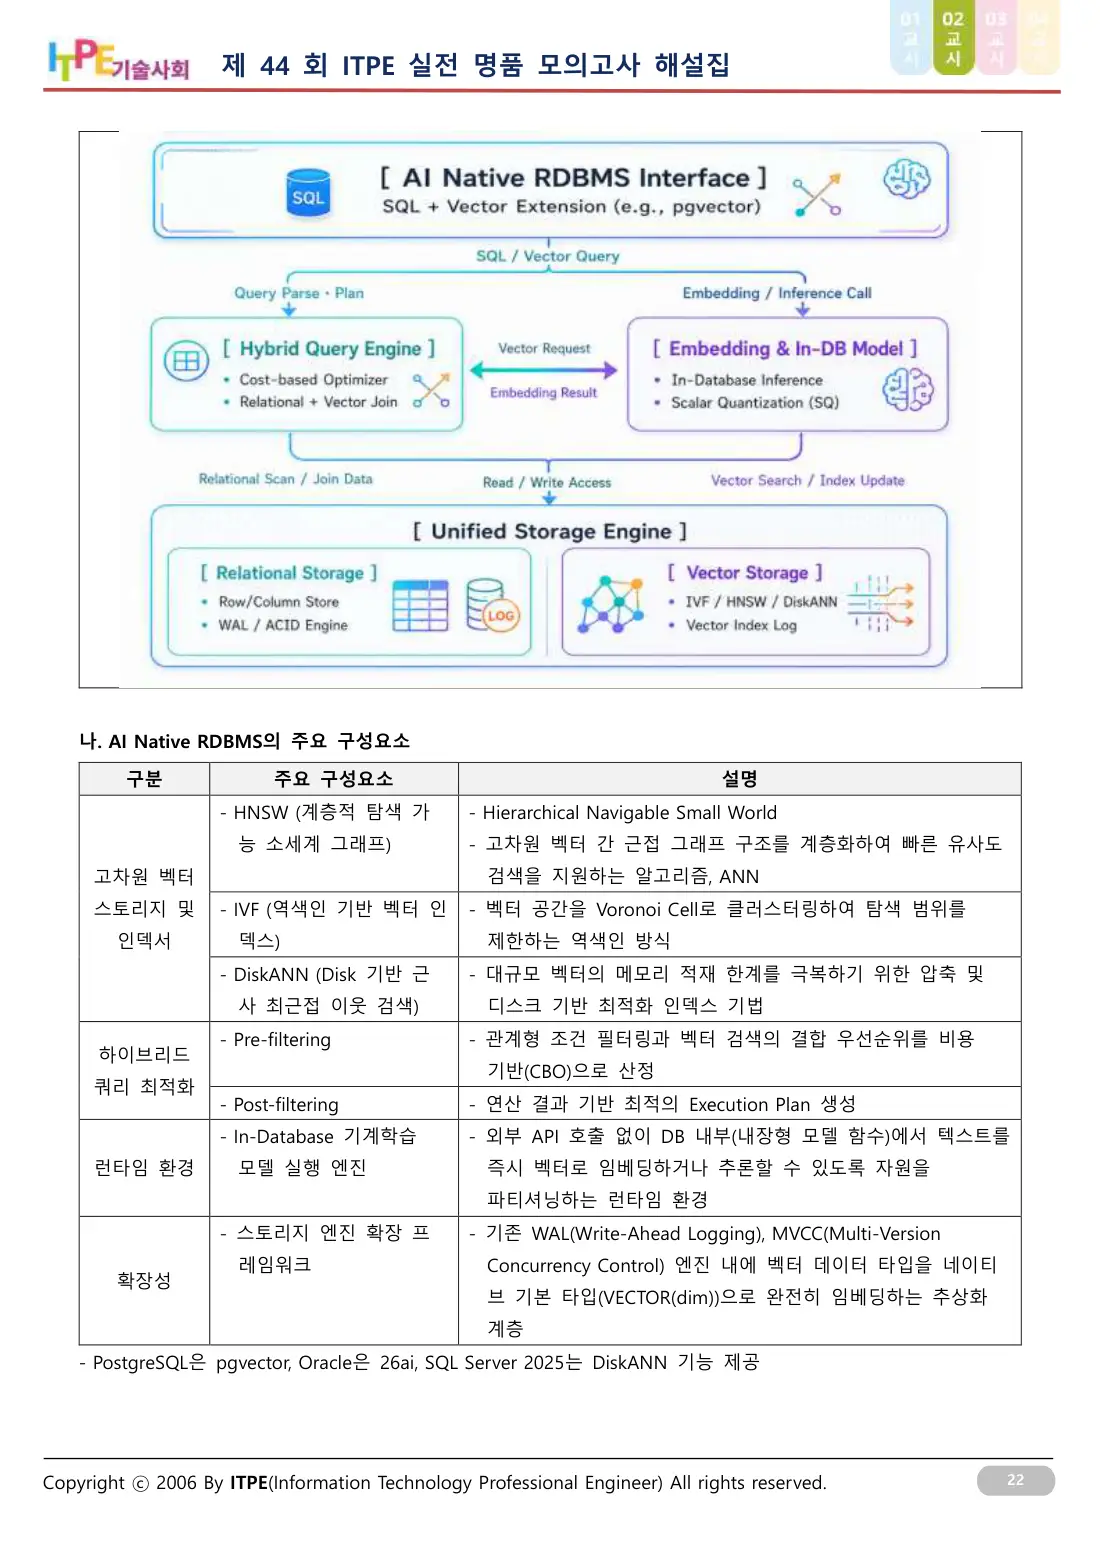 ITPE기술사회
제 44 회 ITPE 실전 명품 모의고사 해설집
01
교
시
02
교
시
03
교
시
04
교
시
[ AI Native RDBMS Interface ]
SQL
SQL + Vector Extension (e.g., pgvector)
SQL / Vector Query
Query Parse · Plan
Embedding / Inference Call
[ Hybrid Query Engine ]
• Cost-based Optimizer
• Relational + Vector Join
Vector Request
Embedding Result
[ Embedding & In-DB Model ]
• In-Database Inference
• Scalar Quantization (SQ)
Relational Scan / Join Data
Read / Write Access
Vector Search / Index Update
[ Unified Storage Engine ]
[ Relational Storage ]
• Row/Column Store
• WAL / ACID Engine
LOG
[ Vector Storage ]
• IVF / HNSW / DiskANN
• Vector Index Log
나. AI Native RDBMS의 주요 구성요소
구분
주요 구성요소
설명
고차원 벡터
스토리지 및
인덱서
- HNSW (계층적 탐색 가
능 소세계 그래프)
- Hierarchical Navigable Small World
- 고차원 벡터 간 근접 그래프 구조를 계층화하여 빠른 유사도
검색을 지원하는 알고리즘, ANN
- IVF (역색인 기반 벡터 인
덱스)
- 벡터 공간을 Voronoi Cell로 클러스터링하여 탐색 범위를
제한하는 역색인 방식
- DiskANN (Disk 기반 근
사 최근접 이웃 검색)
- 대규모 벡터의 메모리 적재 한계를 극복하기 위한 압축 및
디스크 기반 최적화 인덱스 기법
하이브리드
쿼리 최적화
- Pre-filtering
- 관계형 조건 필터링과 벡터 검색의 결합 우선순위를 비용
기반(CBO)으로 산정
- Post-filtering
- 연산 결과 기반 최적의 Execution Plan 생성
런타임 환경
- In-Database 기계학습
모델 실행 엔진
- 외부 API 호출 없이 DB 내부(내장형 모델 함수)에서 텍스트를
즉시 벡터로 임베딩하거나 추론할 수 있도록 자원을
파티셔닝하는 런타임 환경
확장성
- 스토리지 엔진 확장 프
레임워크
- 기존 WAL(Write-Ahead Logging), MVCC(Multi-Version
Concurrency Control) 엔진 내에 벡터 데이터 타입을 네이티
브 기본 타입(VECTOR(dim))으로 완전히 임베딩하는 추상화
계층
- PostgreSQL은 pgvector, Oracle은 26ai, SQL Server 2025는 DiskANN 기능 제공
Copyright ⓒ 2006 By ITPE(Information Technology Professional Engineer) All rights reserved.
22